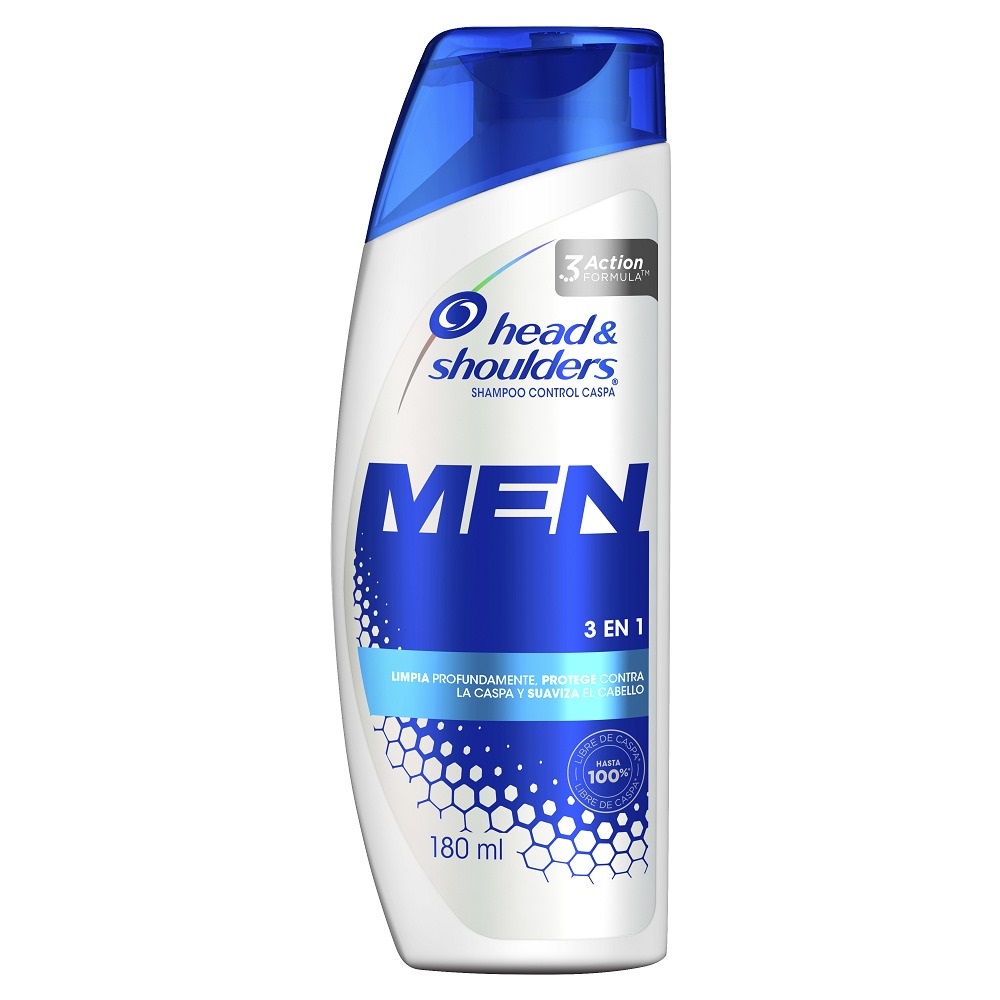 3 Action
FORMULA™
head &
shoulders®
SHAMPOO CONTROL CASPA
MEN
3 EN 1
LIMPIA PROFUNDAMENTE, PROTEGE CONTRA
LA CASPA Y SUAVIZA EL CABELLO
LIBRE DE CASPA*
HASTA
100%*
LIBRE DE CASPA*
180 ml